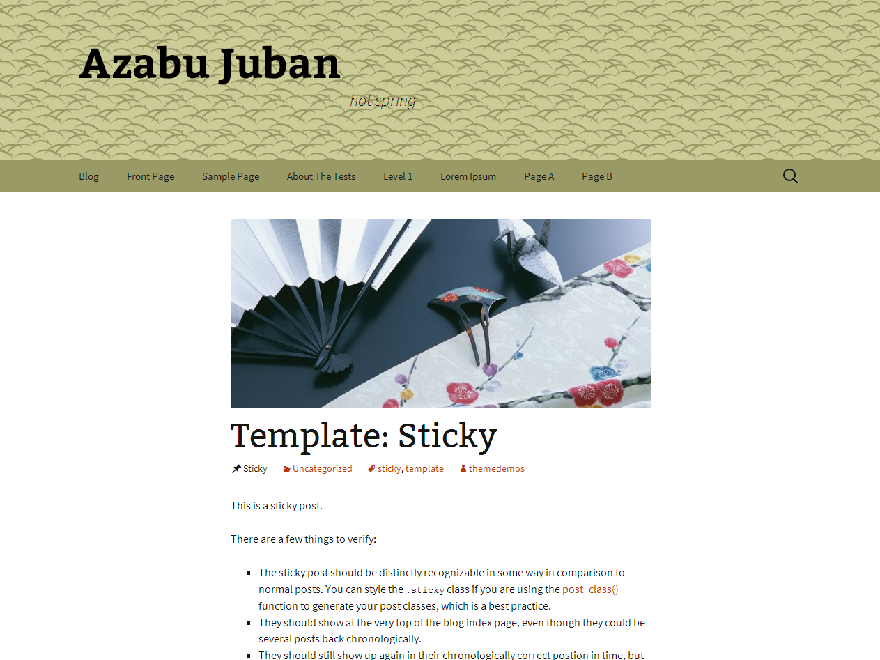 Azabu Juban
hot spring
Blog Front Page Sample Page About The Tests Level 1 Lorem Ipsum Page A Page B
Template: Sticky
Sticky Uncategorized sticky, template themedemos
This is a sticky post.
There are a few things to verify:
The sticky post should be distinctly recognizable in some way in comparison to
normal posts. You can style the .sticky class if you are using the post_class()
function to generate your post classes, which is a best practice.
They should show at the very top of the blog index page, even though they could be
several posts back chronologically.
They should still show up again in their chronologically correct postion in time, but